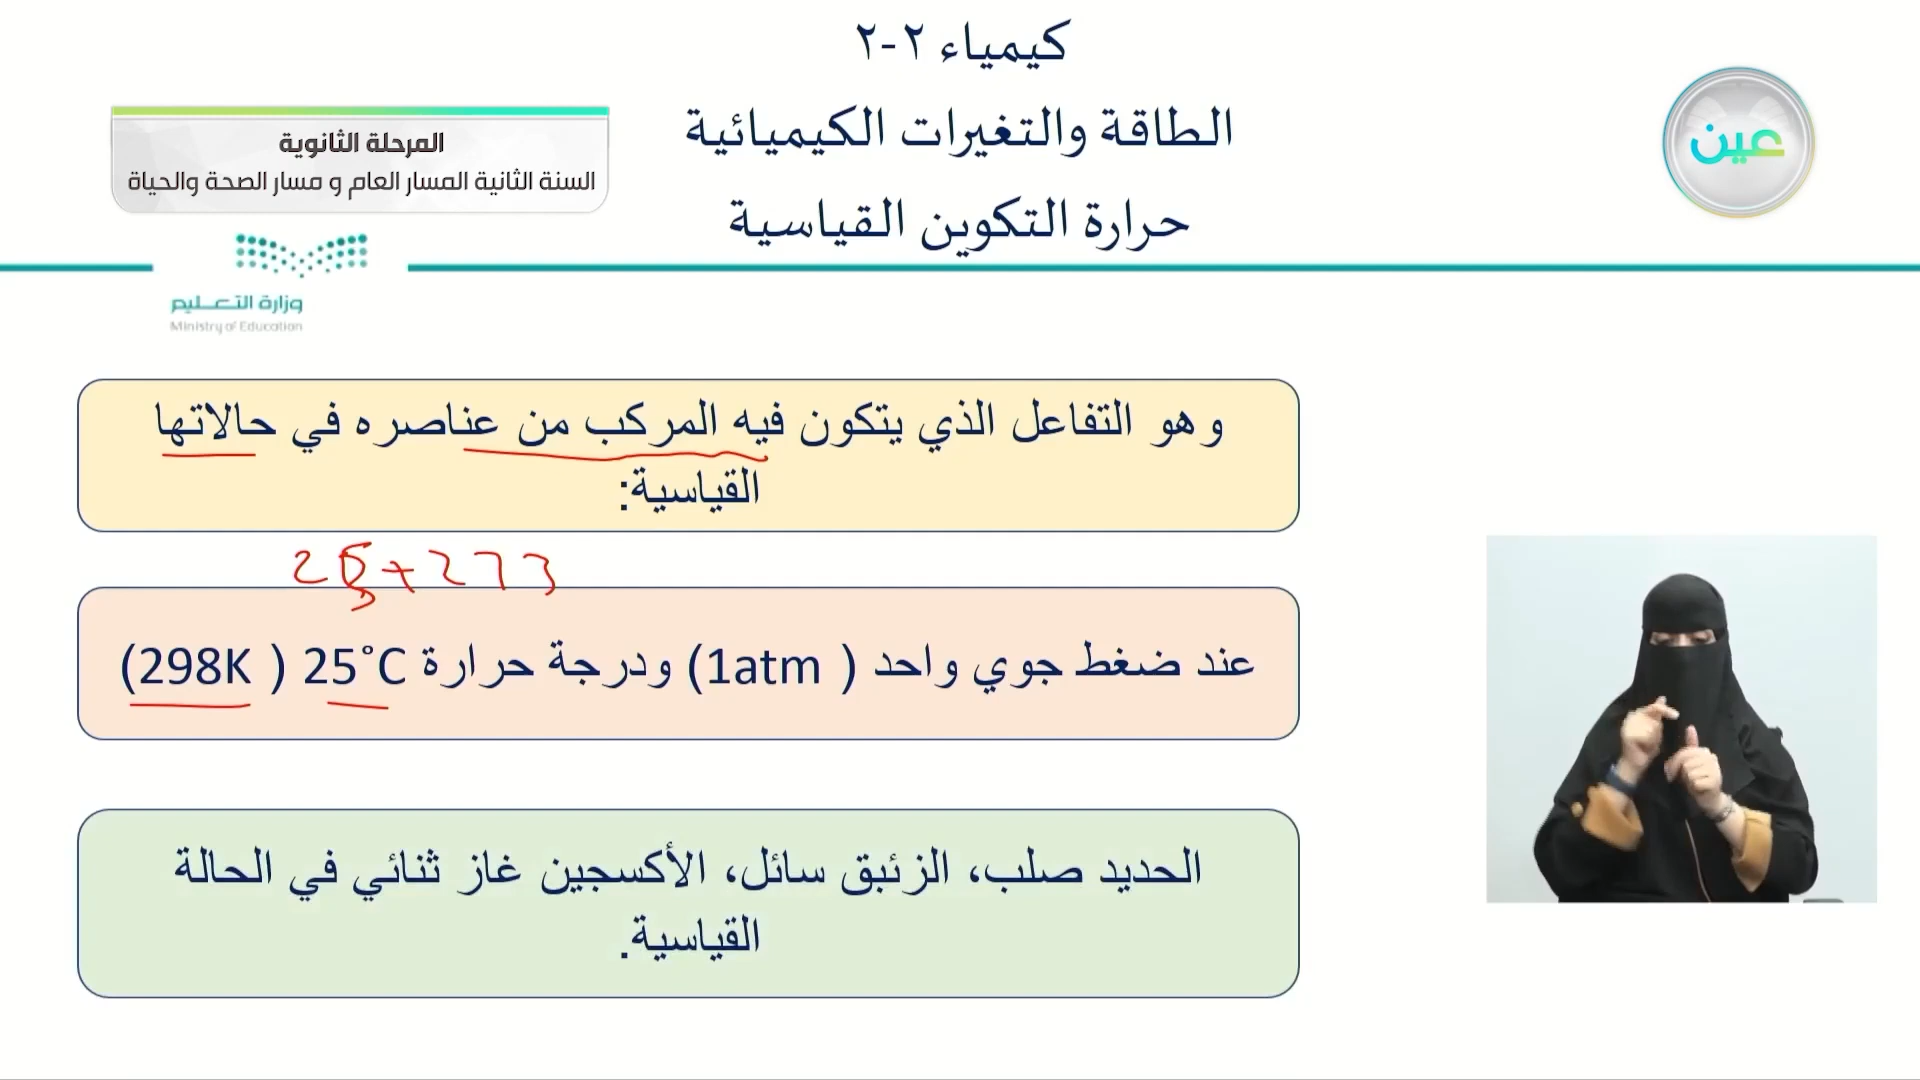 كيمياء ٢-٢
الطاقة والتغيرات الكيميائية
حرارة التكوين القياسية
عين
المرحلة الثانوية
السنة الثانية المسار العام و مسار الصحة والحياة
وزارة التعليم
Ministry of Education
وهو التفاعل الذي يتكون فيه المركب من عناصره في حالاتها
القياسية:
25+273
عند ضغط جوي واحد ( 1atm) ودرجة حرارة 25°C ( 298K)
الحديد صلب، الزئبق سائل، الأكسجين غاز ثنائي في الحالة
القياسية.